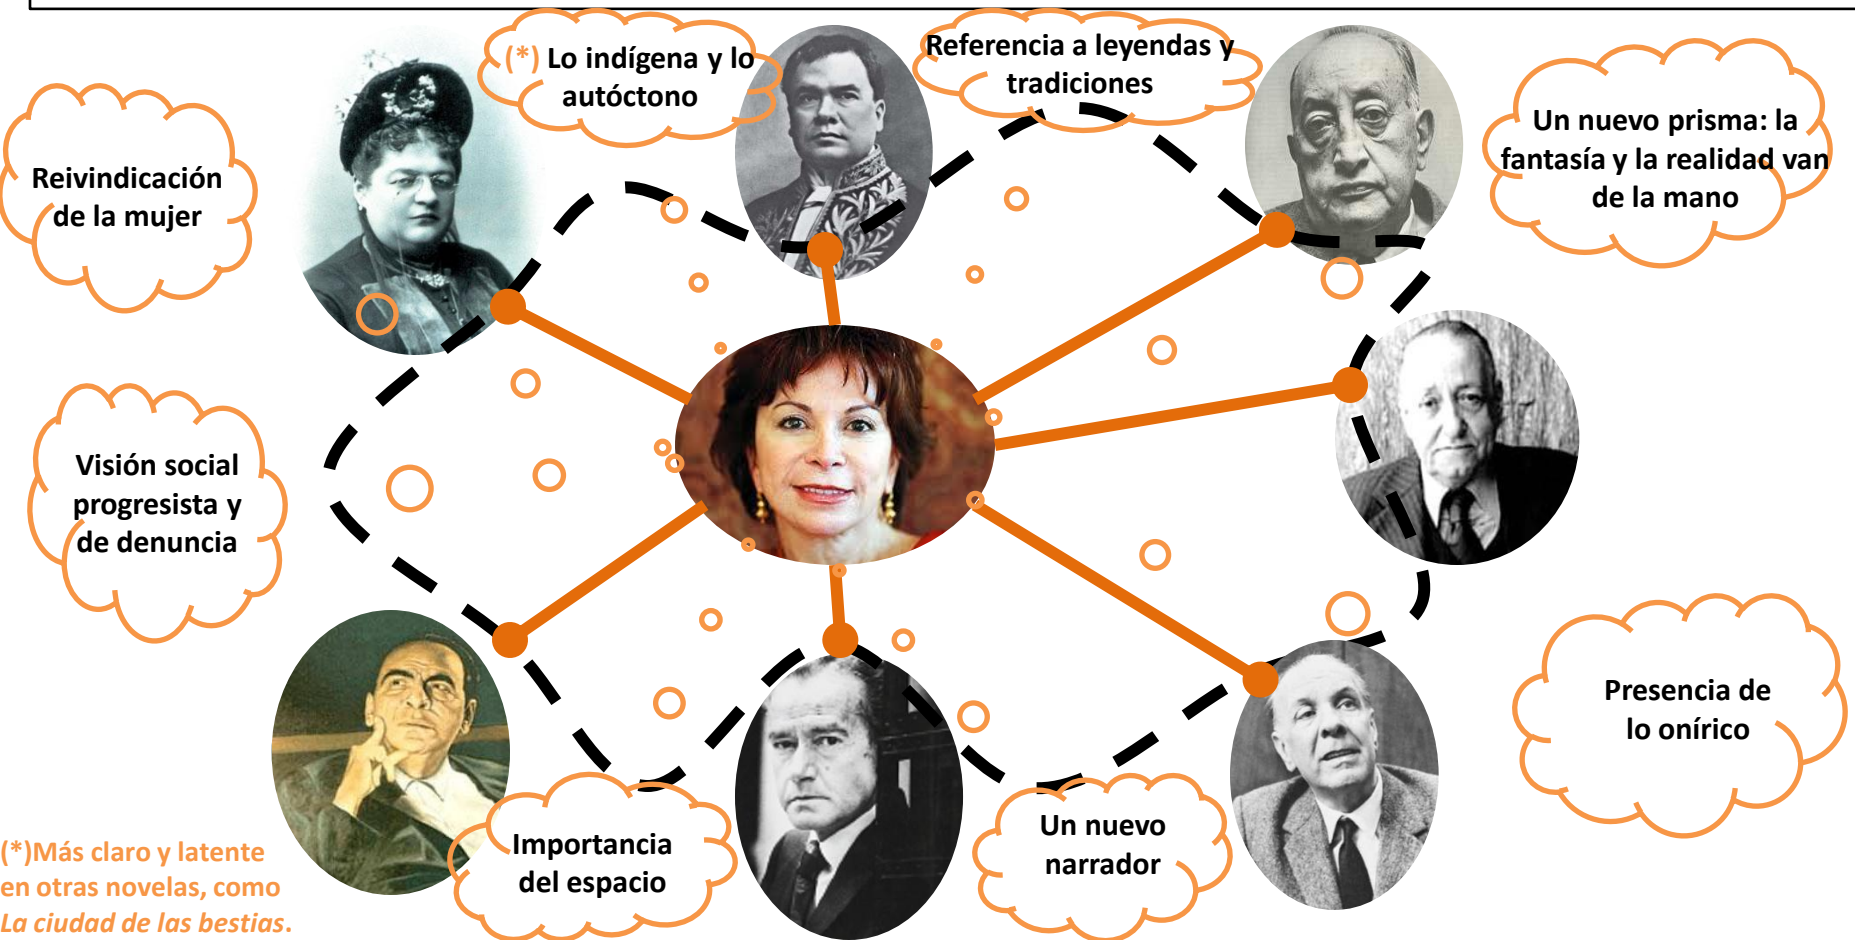 (*) Lo indígena y lo
autóctono
Referencia a leyendas y
tradiciones
Un nuevo prisma: la
fantasía y la realidad van
de la mano
Reivindicación
de la mujer
Visión social
progresista y
de denuncia
Presencia de
lo onírico
Importancia
del espacio
Un nuevo
narrador
(*)Más claro y latente
en otras novelas, como
La ciudad de las bestias.